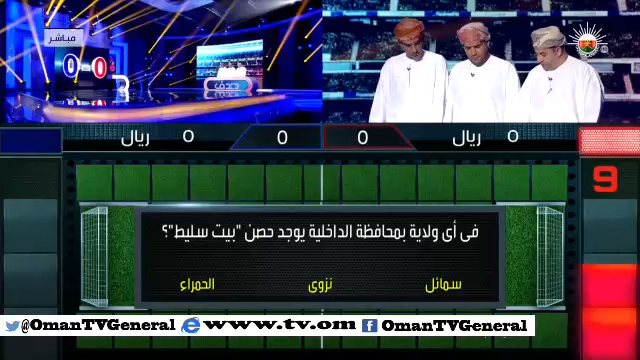 مباشر
0-0
هدف
0 ريال
0
0
0 ريال
9
في أي ولاية بمحافظة الداخلية يوجد حصن "بيت سليط"؟
سمائل
نزوى
الحمراء
@OmanTVGeneral www.tv.om OmanTVGeneral